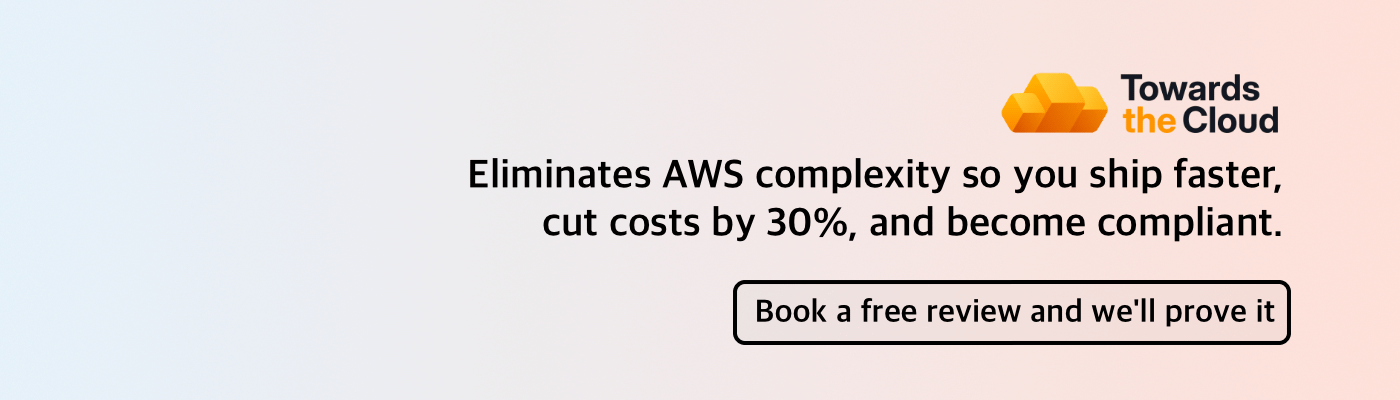 Towards
the Cloud
Eliminates AWS complexity so you ship faster,
cut costs by 30%, and become compliant.
Book a free review and we'll prove it